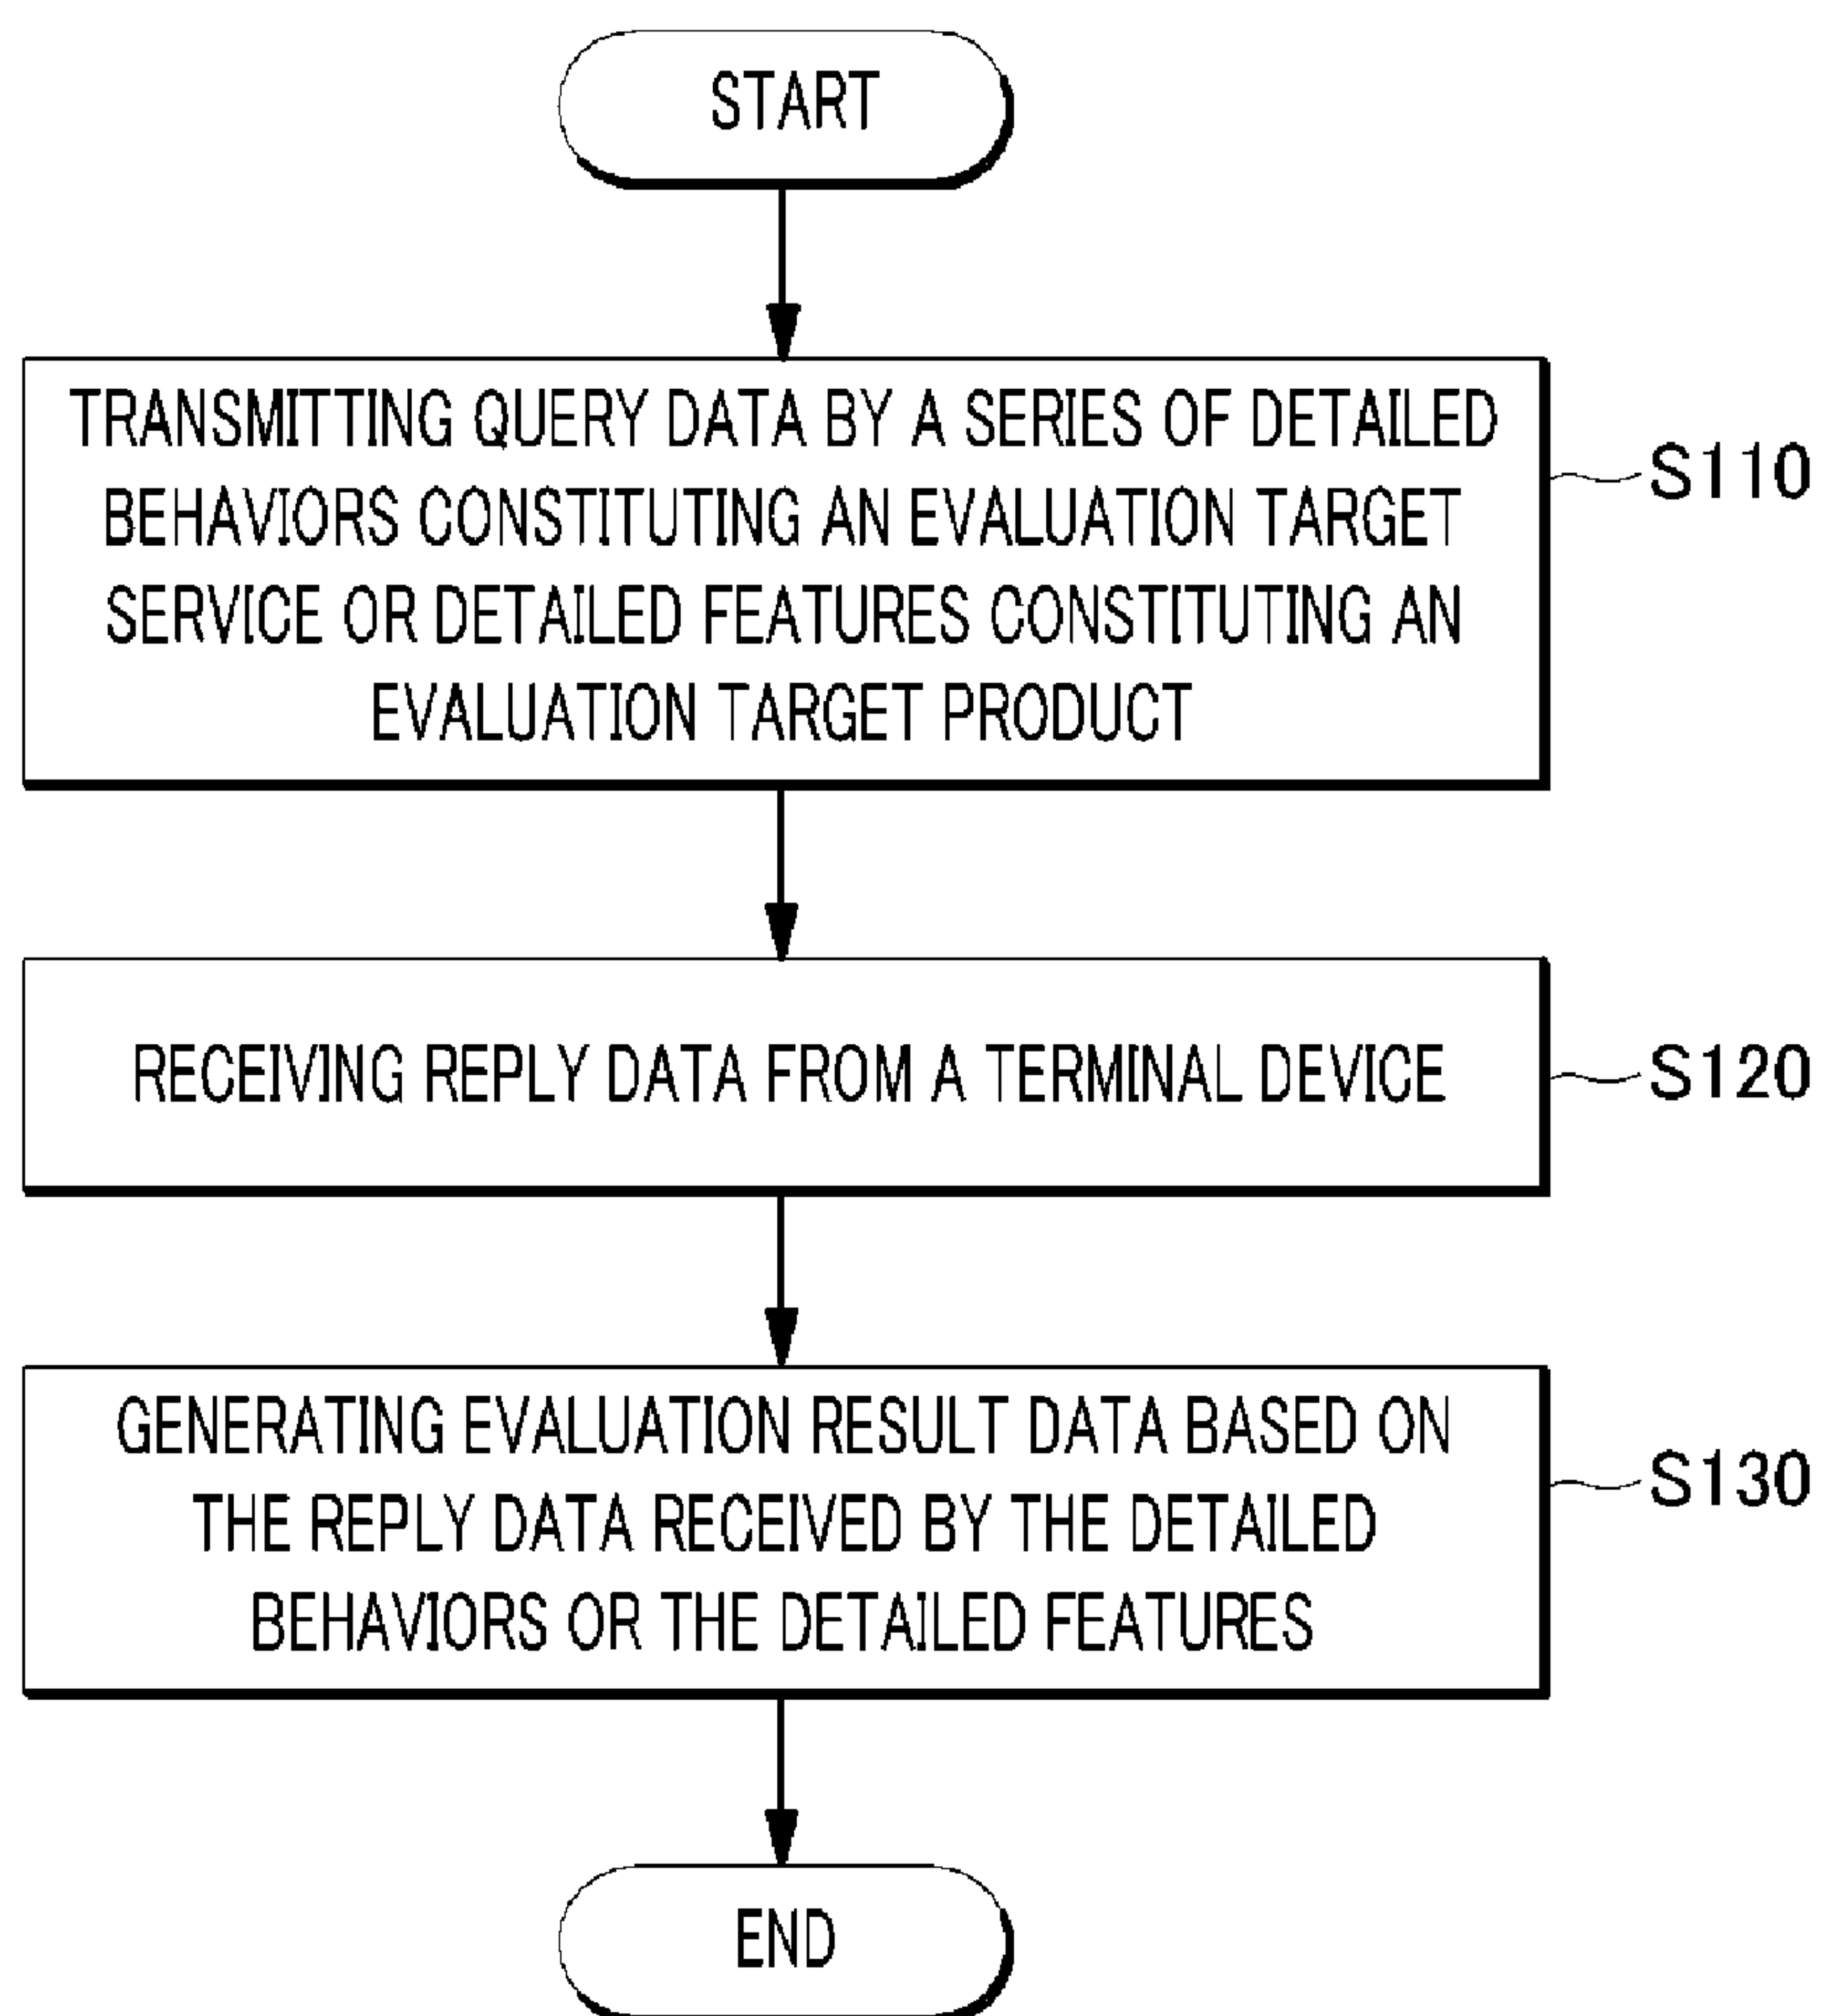 START
TRANSMITTING QUERY DATA BY A SERIES OF DETAILED
BEHAVIORS CONSTITUTING AN EVALUATION TARGET
SERVICE OR DETAILED FEATURES CONSTITUTING AN
EVALUATION TARGET PRODUCT
S110
RECEIVING REPLY DATA FROM A TERMINAL DEVICE
S120
GENERATING EVALUATION RESULT DATA BASED ON
THE REPLY DATA RECEIVED BY THE DETAILED
BEHAVIORS OR THE DETAILED FEATURES
S130
END